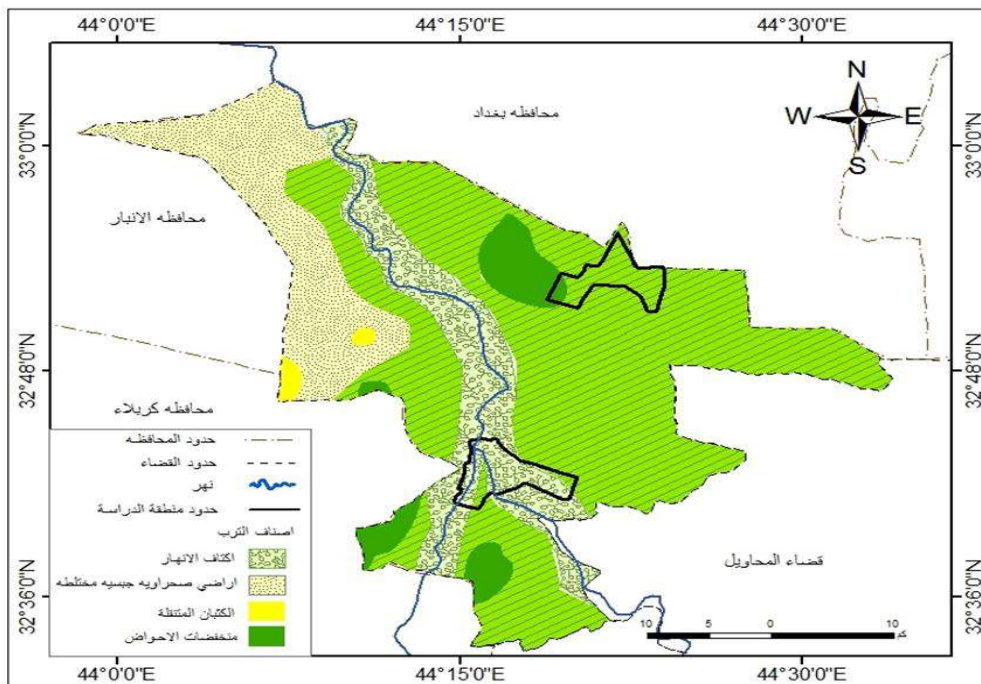 44°0'0"E 44°15'0"E 44°30'0"E
N
W E
S
33°0'0"N 33°0'0"N
32°48'0"N 32°48'0"N
32°36'0"N 32°36'0"N
محافظه بغداد
محافظه الانبار
محافظه كربلاء
قضاء المحاويل
حدود المحافظه
حدود القضاء
نهر
حدود منطقة الدراسة
اصناف الترب
اكتاف الانهار
اراضي صحراويه جبسيه مختلطه
الكثبان المتنقلة
منخفضات الاحواض
10 5 0 10
كم
44°0'0"E 44°15'0"E 44°30'0"E